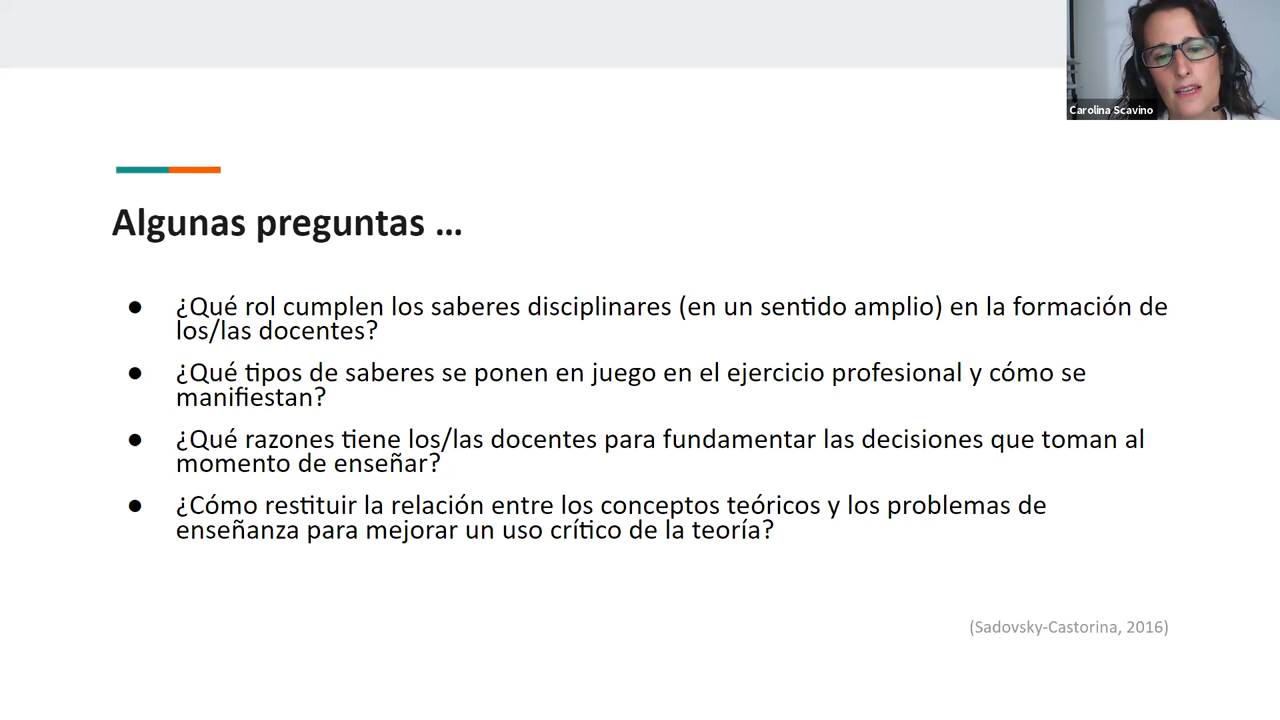 Carolina Scavino
Algunas preguntas ...
● ¿Qué rol cumplen los saberes disciplinares (en un sentido amplio) en la formación de
los/las docentes?
● ¿Qué tipos de saberes se ponen en juego en el ejercicio profesional y cómo se
manifiestan?
● ¿Qué razones tiene los/las docentes para fundamentar las decisiones que toman al
momento de enseñar?
● ¿Cómo restituir la relación entre los conceptos teóricos y los problemas de
enseñanza para mejorar un uso crítico de la teoría?
(Sadovsky-Castorina, 2016)